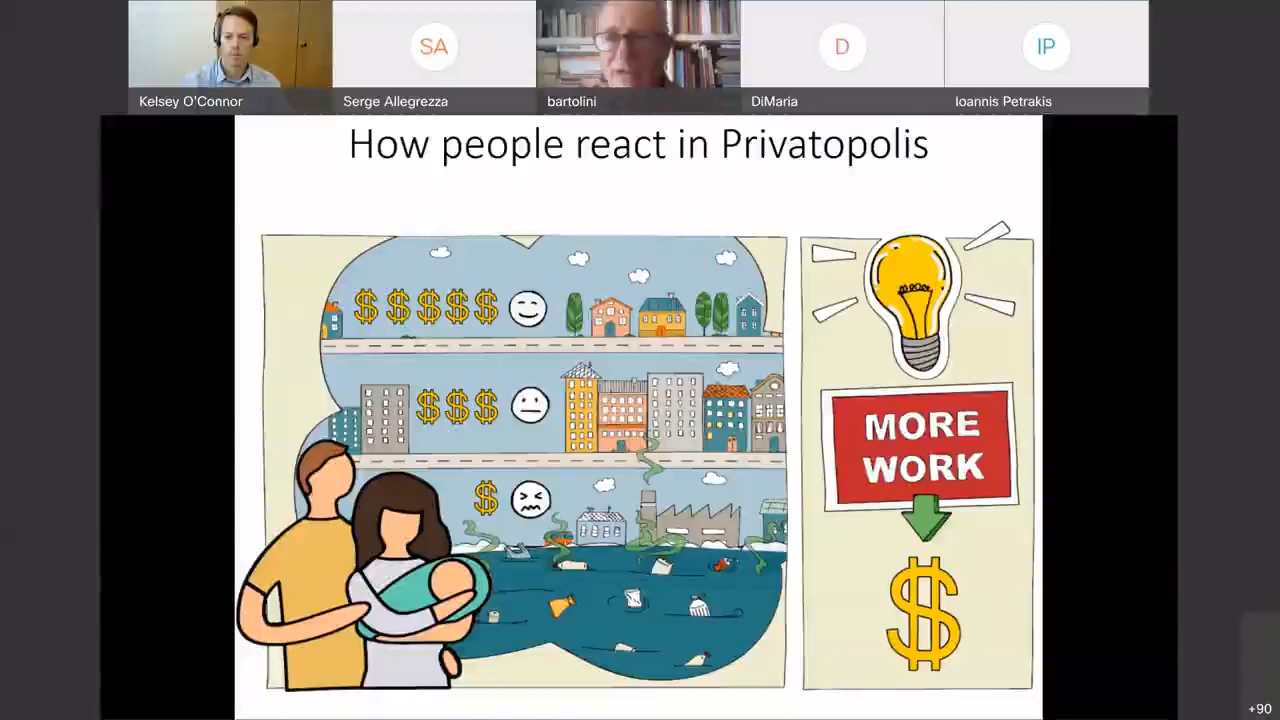 SA
D
IP
Kelsey O'Connor
Serge Allegrezza
bartolini
DiMaria
Ioannis Petrakis
How people react in Privatopolis
$ $ $ $ $
$ $ $
$
MORE
WORK
$
+90